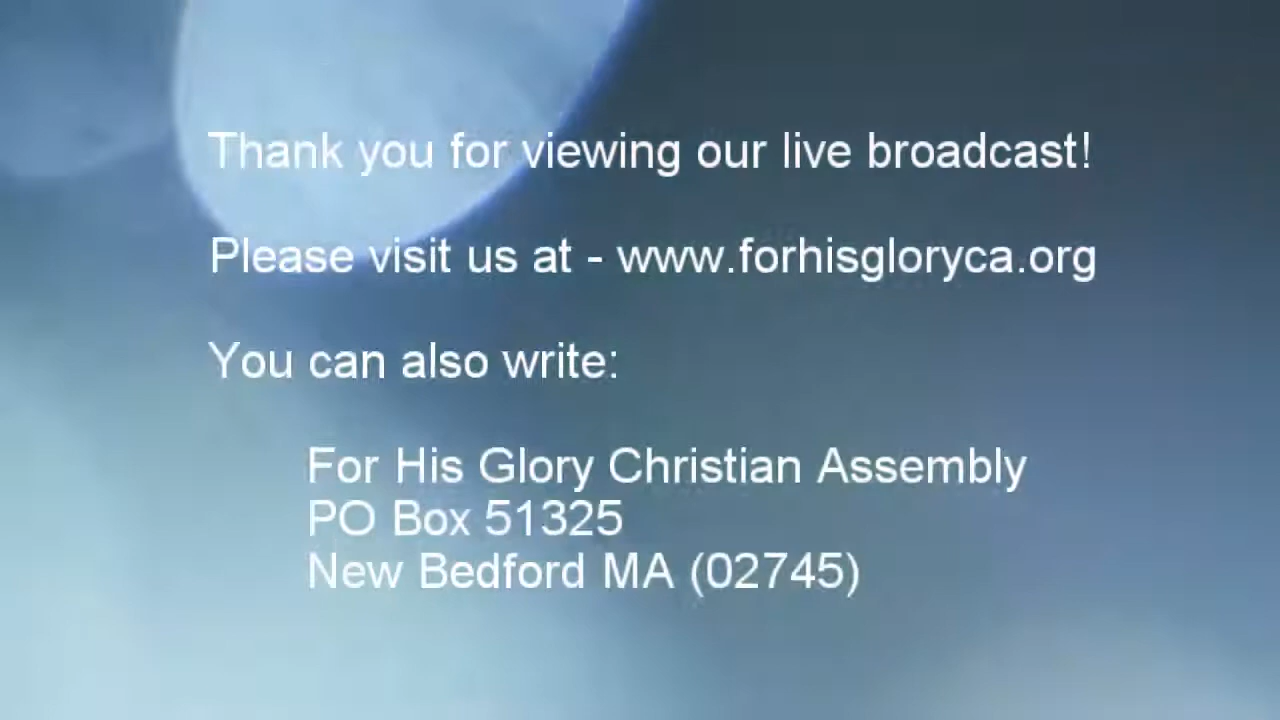 Thank you for viewing our live broadcast!
Please visit us at - www.forhisgloryca.org
You can also write:
For His Glory Christian Assembly
PO Box 51325
New Bedford MA (02745)